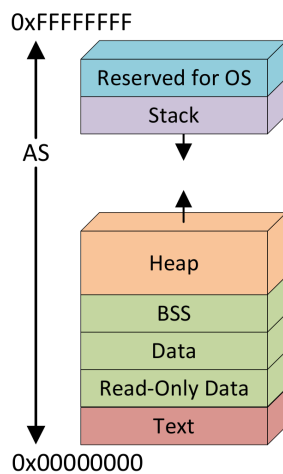 0xFFFFFFFF
Reserved for OS
Stack
AS
Heap
BSS
Data
Read-Only Data
Text
0x00000000